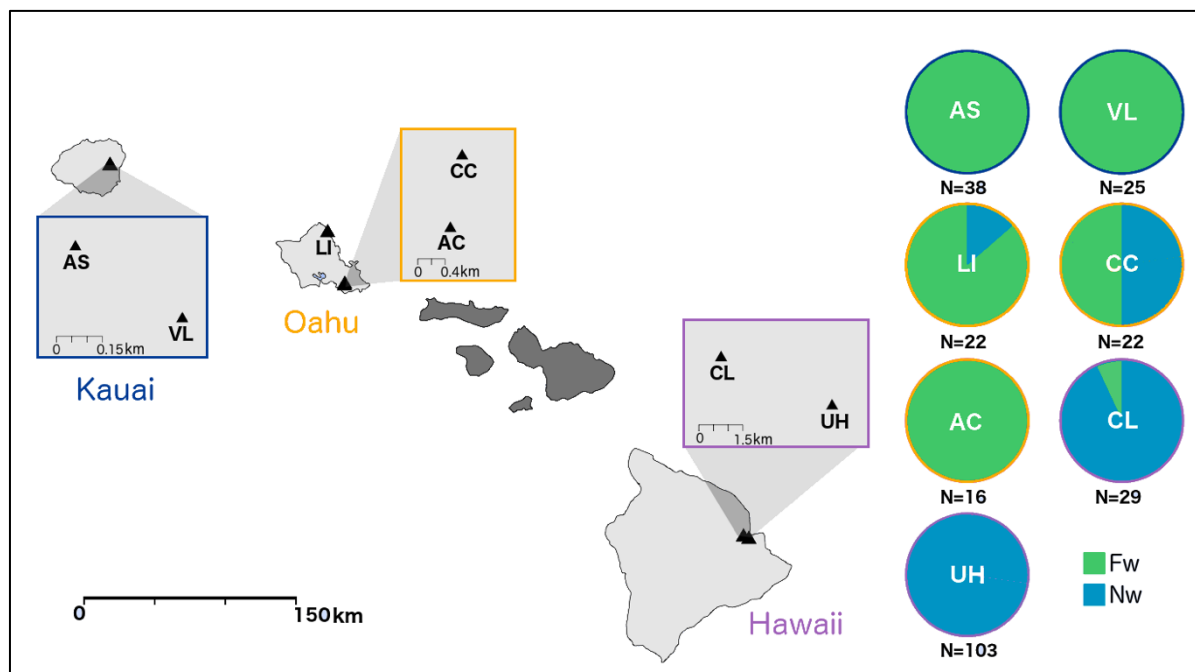 AS
VL
0 0.15km
Kauai
LI
Oahu
CC
AC
0 0.4km
CL
UH
0 1.5km
Hawaii
0 150km
AS
N=38
VL
N=25
LI
N=22
CC
N=22
AC
N=16
CL
N=29
UH
N=103
Fw
Nw